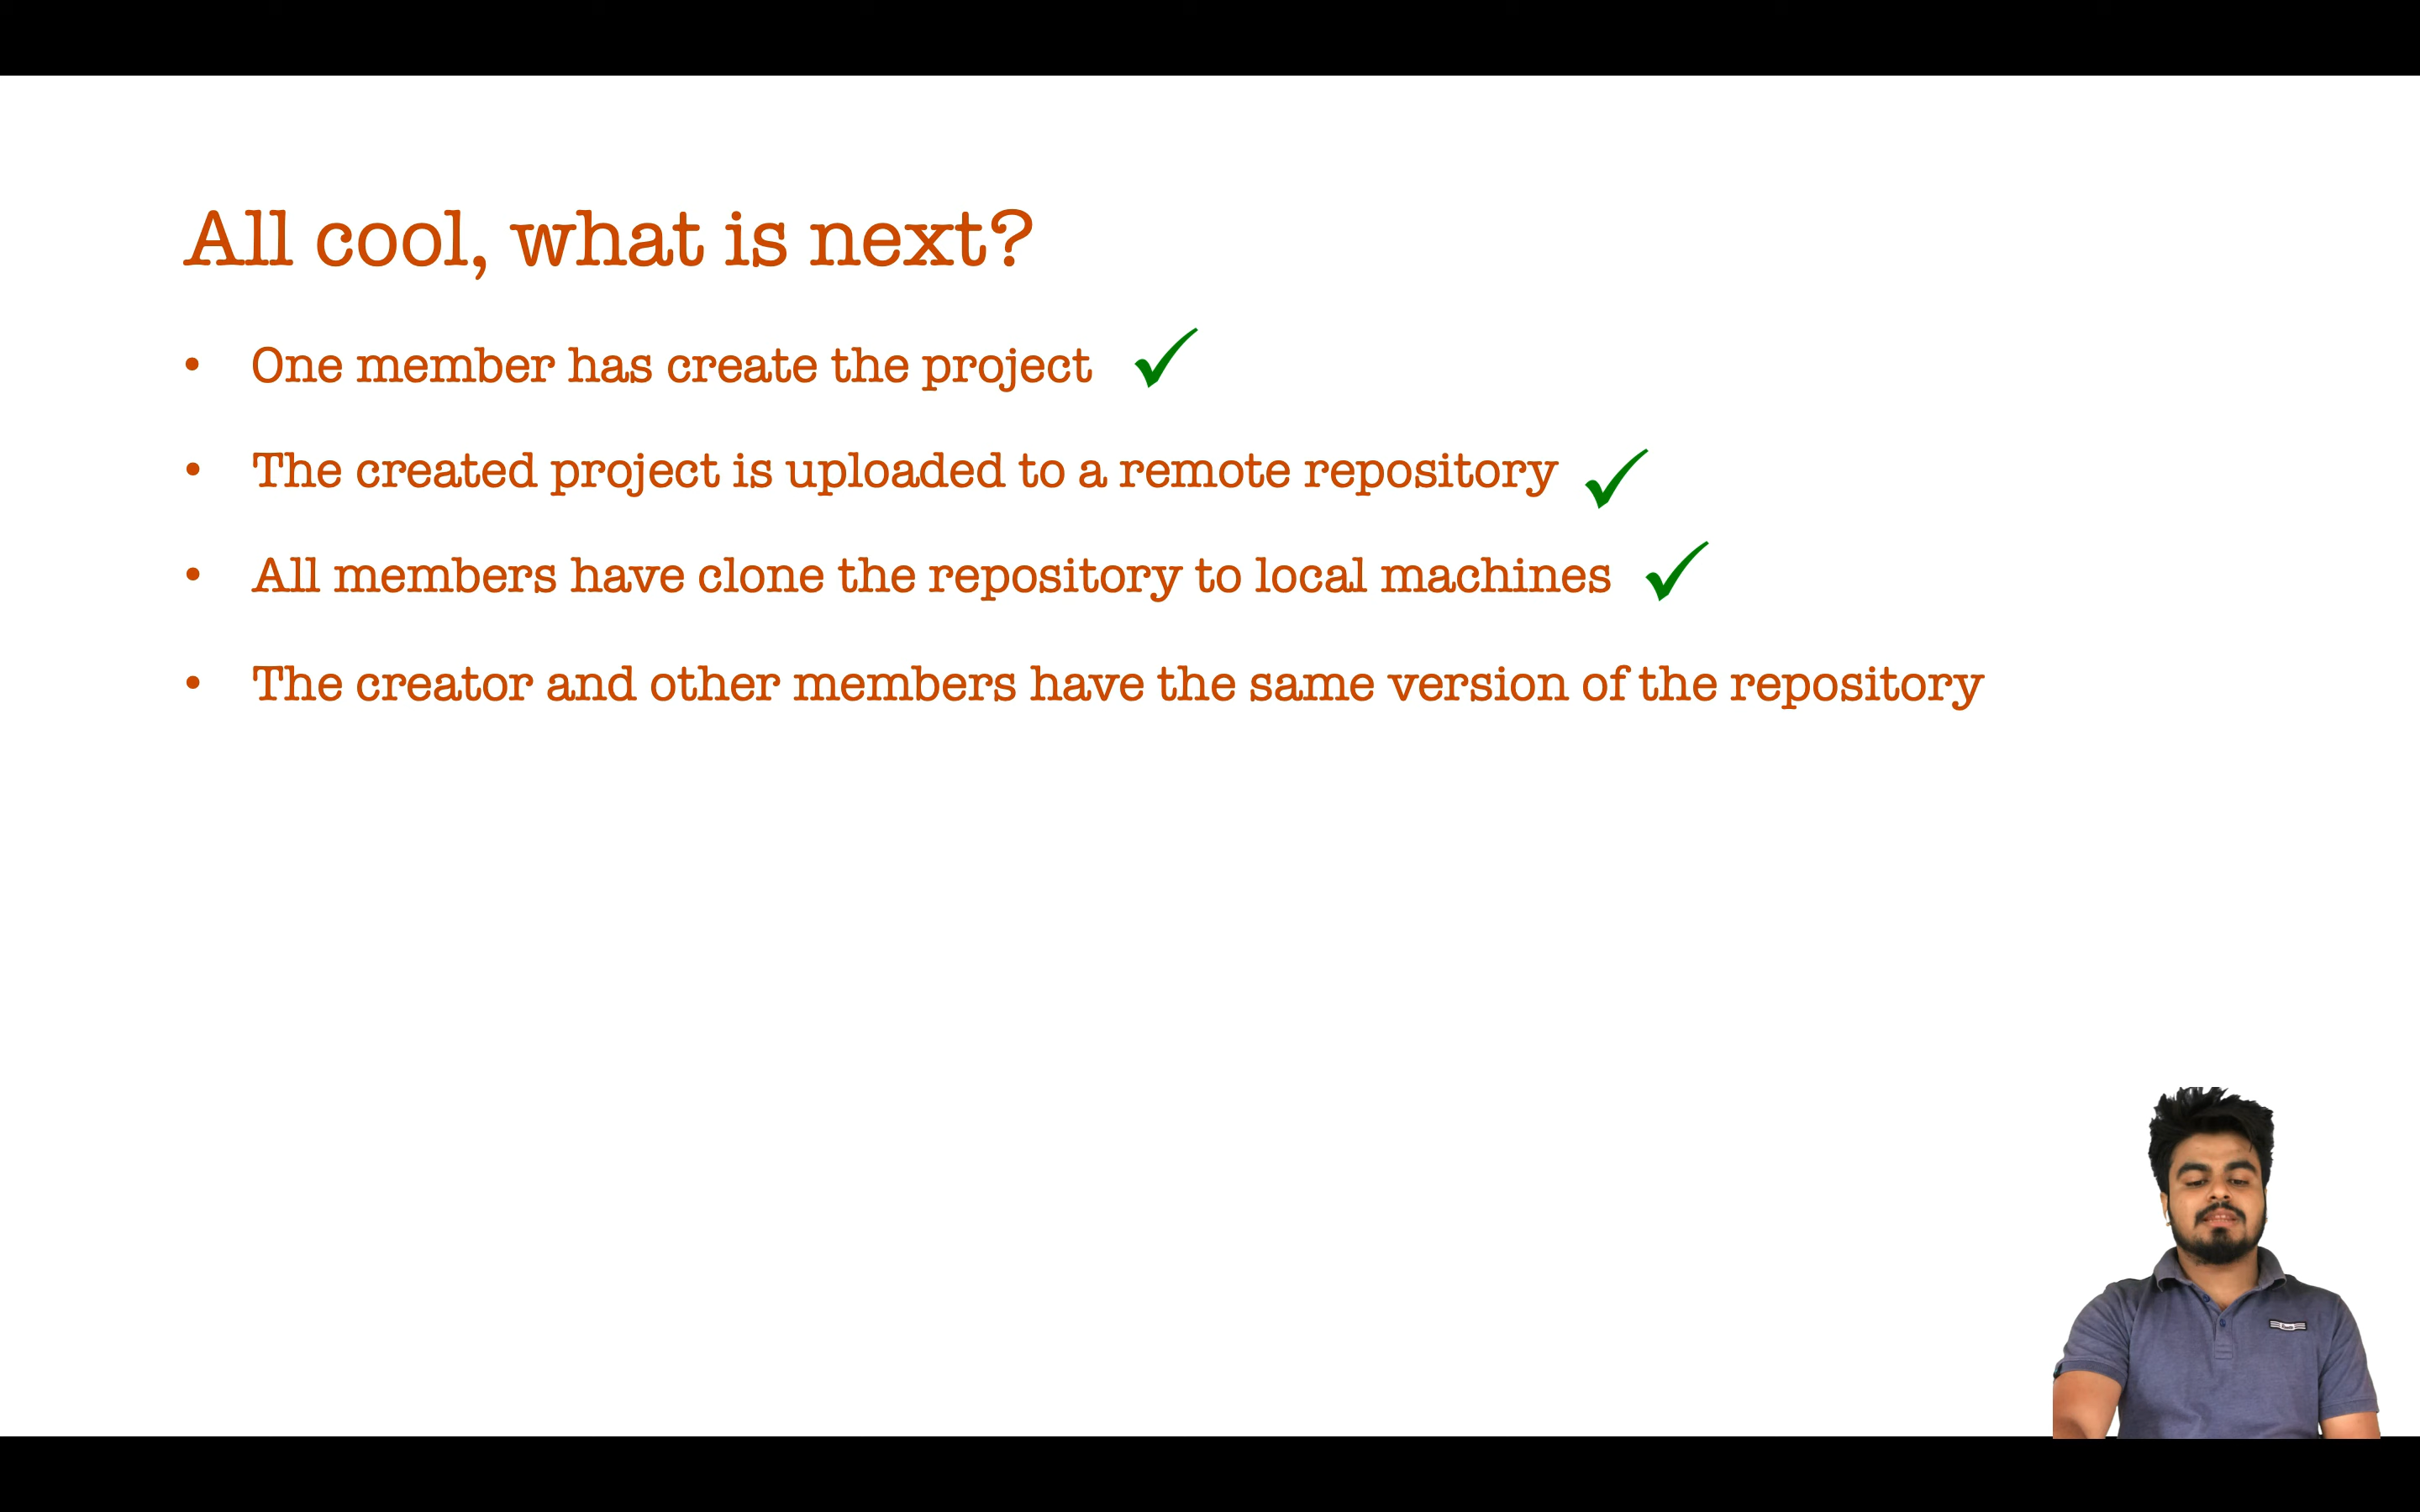 All cool, what is next?
• One member has create the project
• The created project is uploaded to a remote repository
• All members have clone the repository to local machines
• The creator and other members have the same version of the repository